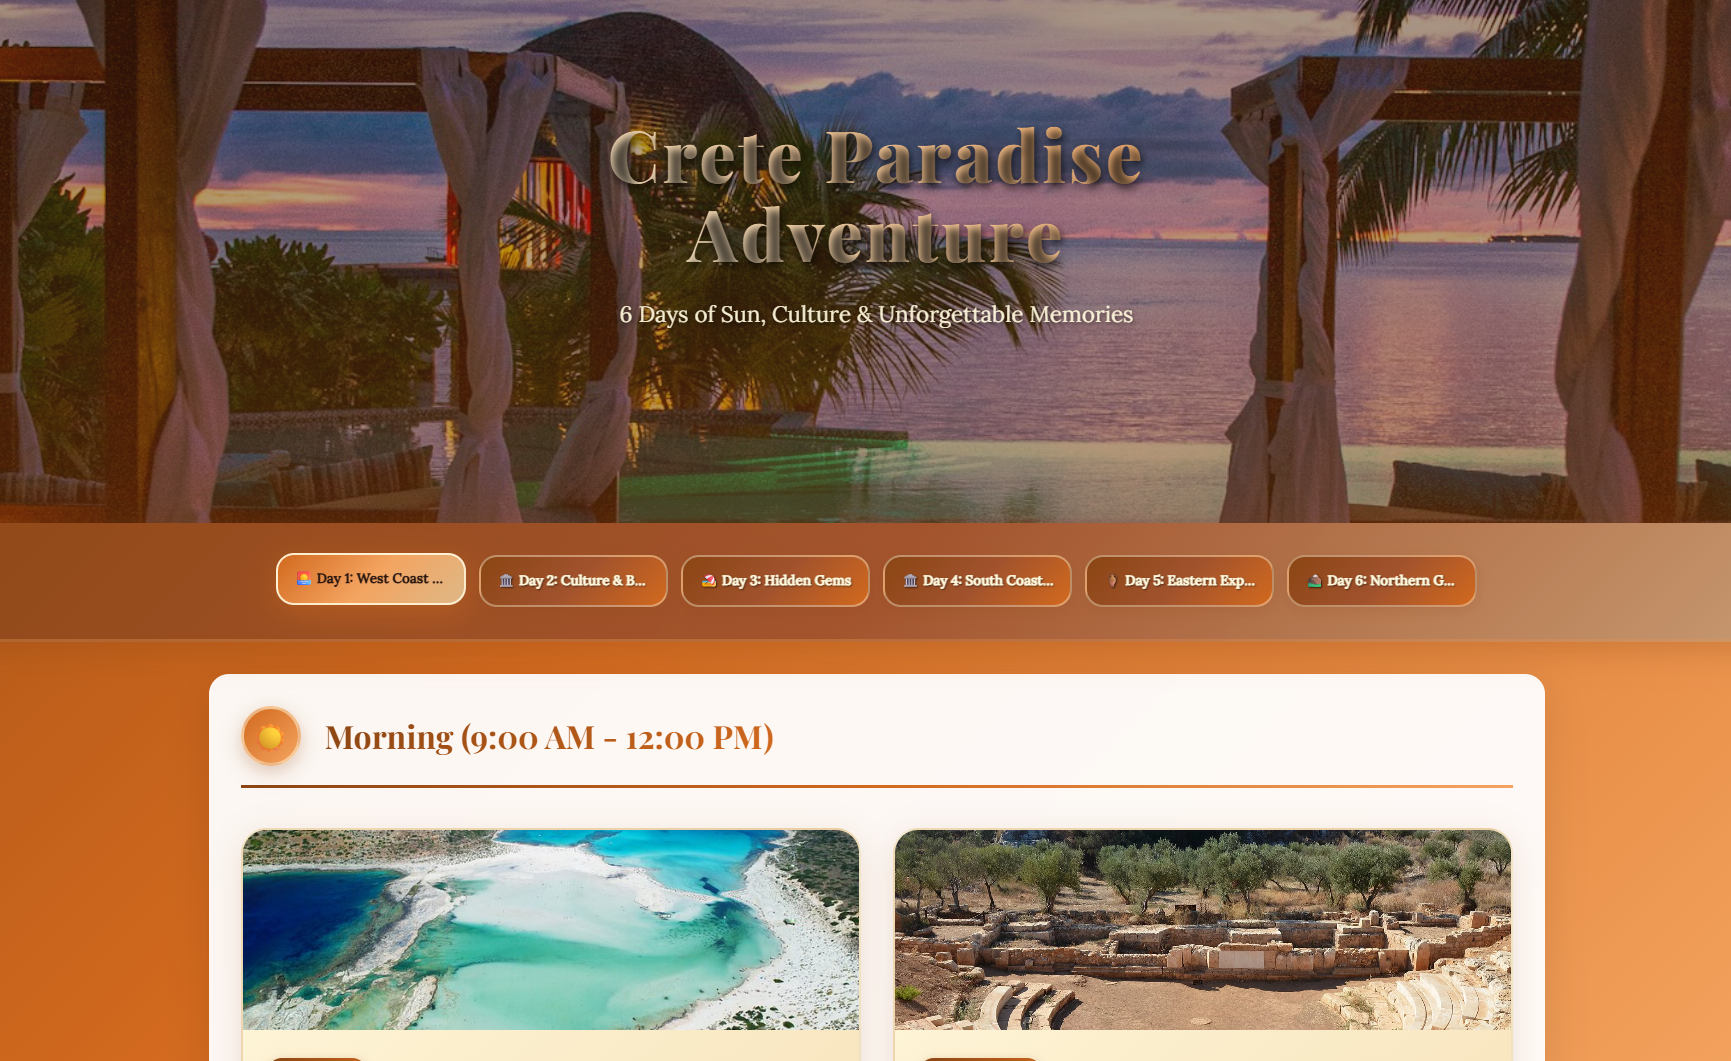 Crete Paradise
Adventure
6 Days of Sun, Culture & Unforgettable Memories
Day 1: West Coast ...
Day 2: Culture & B...
Day 3: Hidden Gems
Day 4: South Coast...
Day 5: Eastern Exp...
Day 6: Northern G...
Morning (9:00 AM - 12:00 PM)